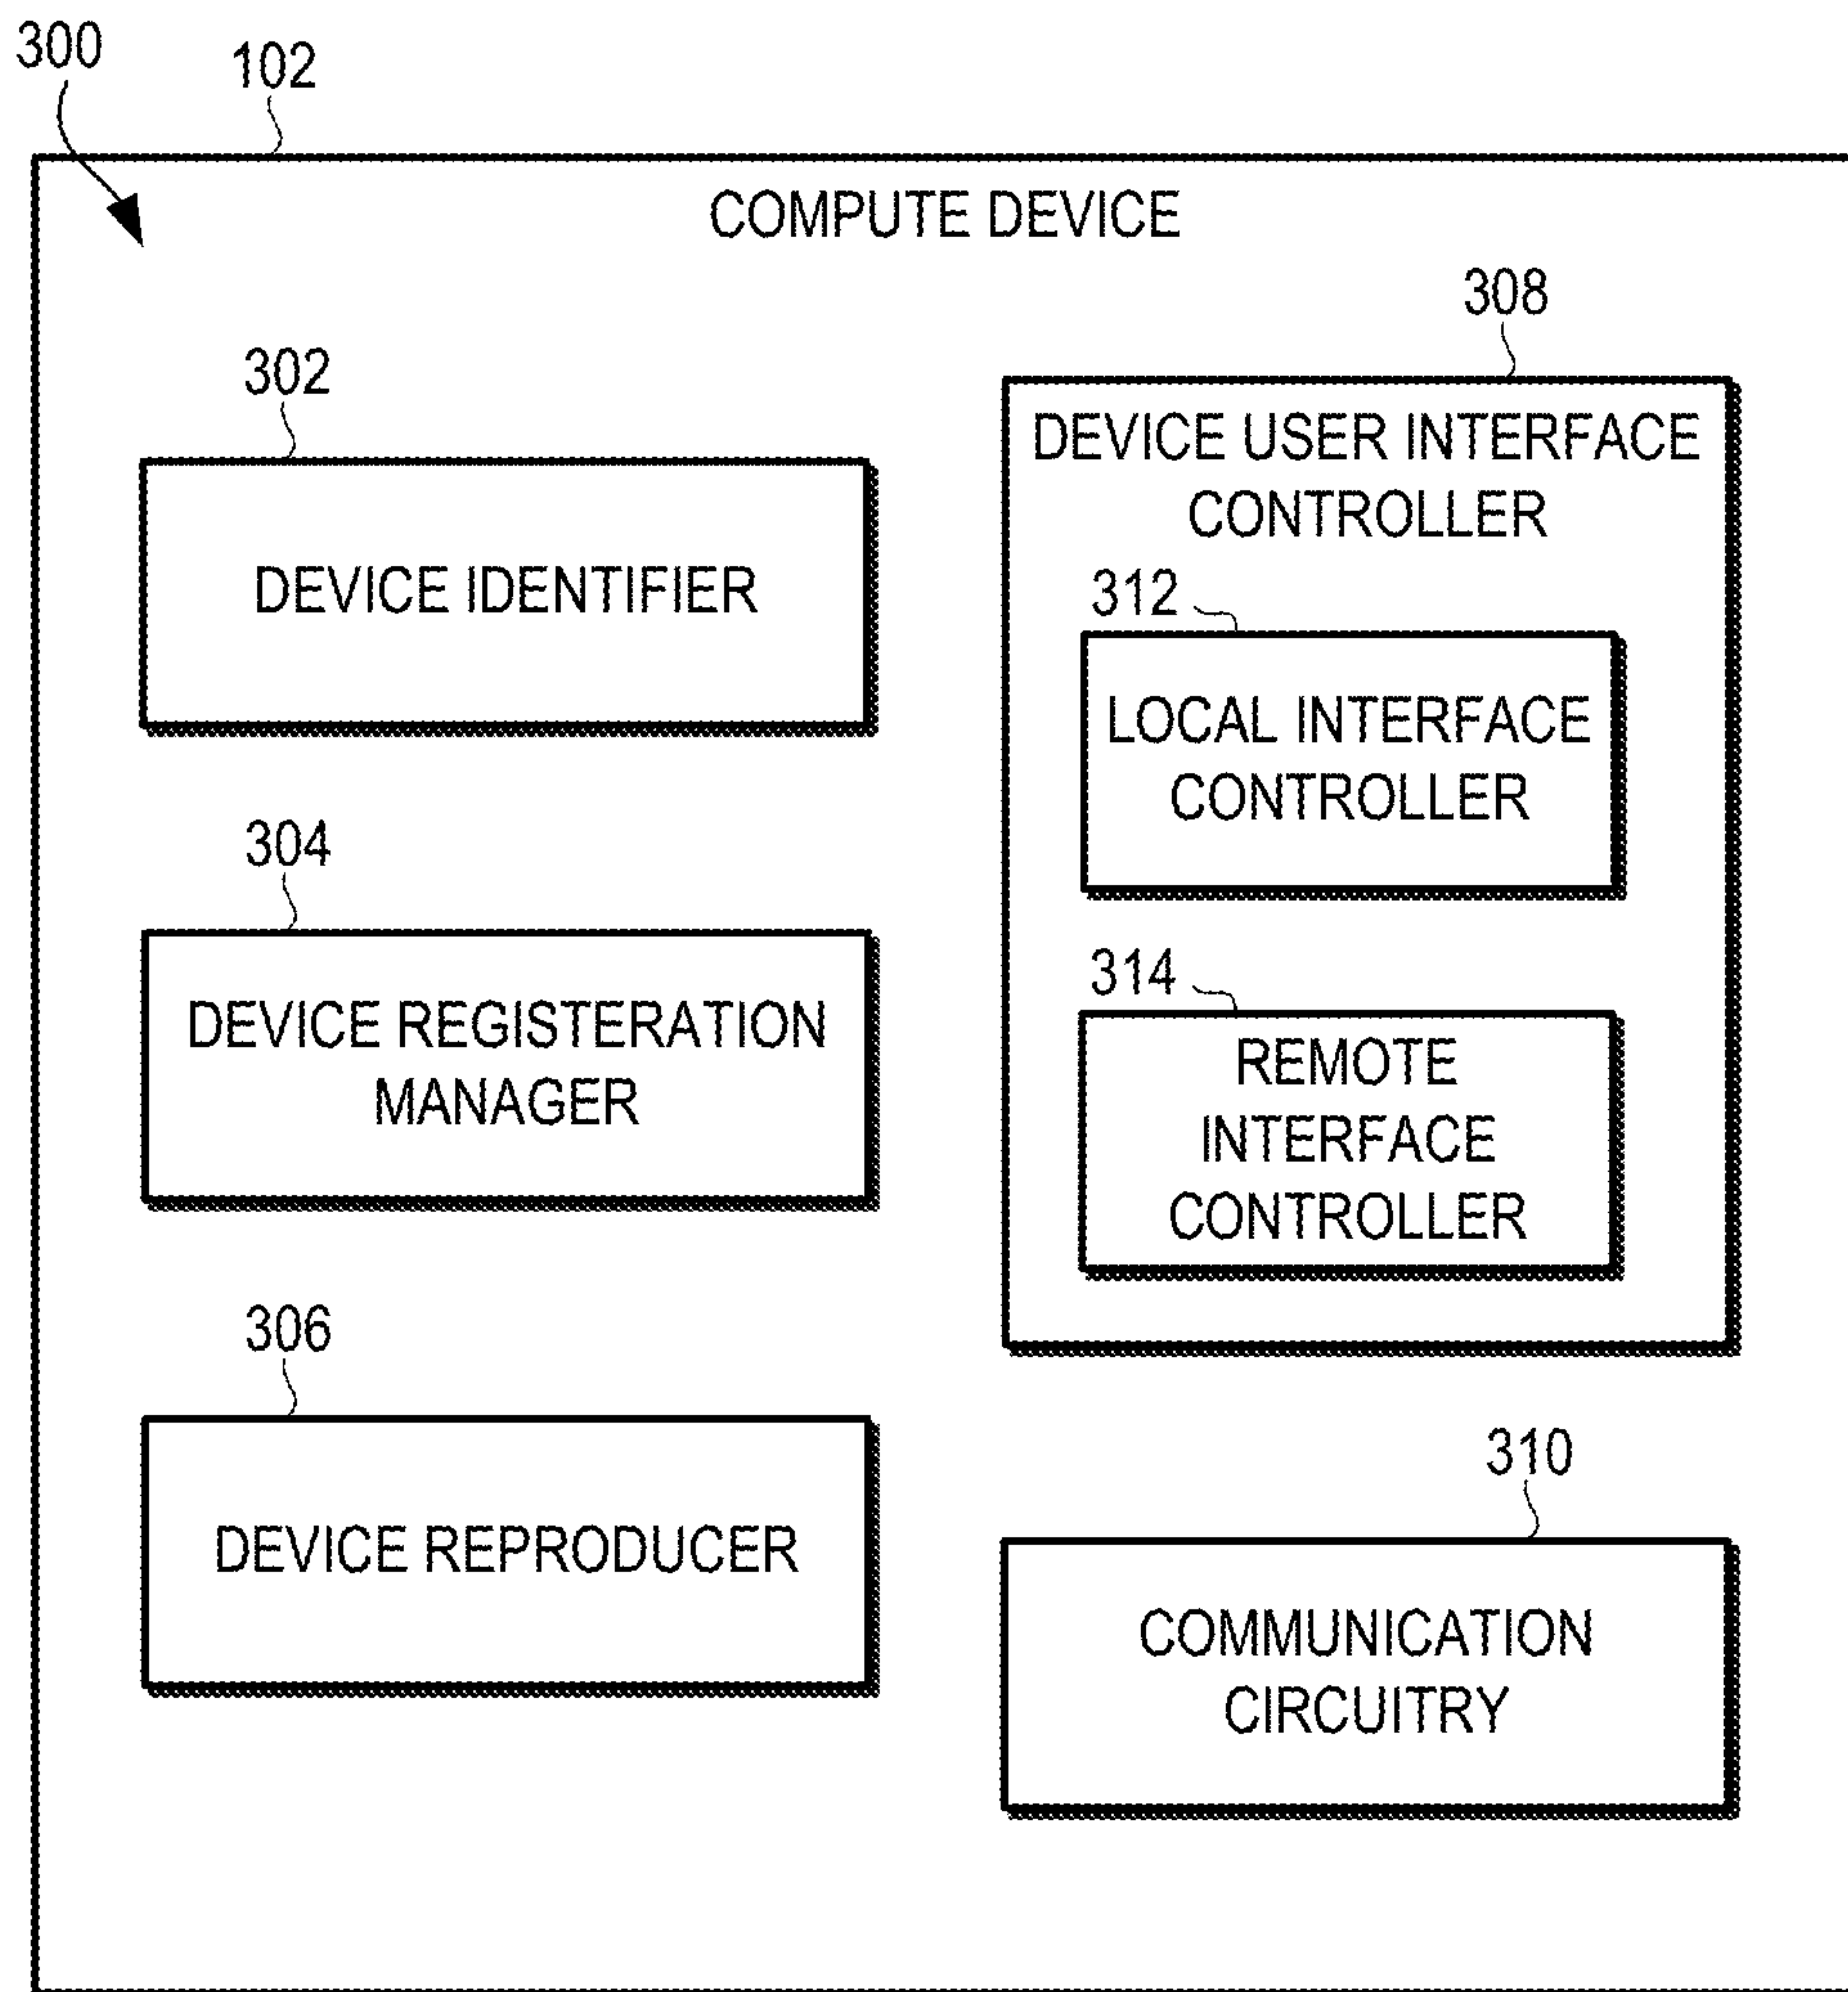 300
102
COMPUTE DEVICE
302
DEVICE IDENTIFIER
304
DEVICE REGISTERATION
MANAGER
306
DEVICE REPRODUCER
308
DEVICE USER INTERFACE
CONTROLLER
312
LOCAL INTERFACE
CONTROLLER
314
REMOTE
INTERFACE
CONTROLLER
310
COMMUNICATION
CIRCUITRY